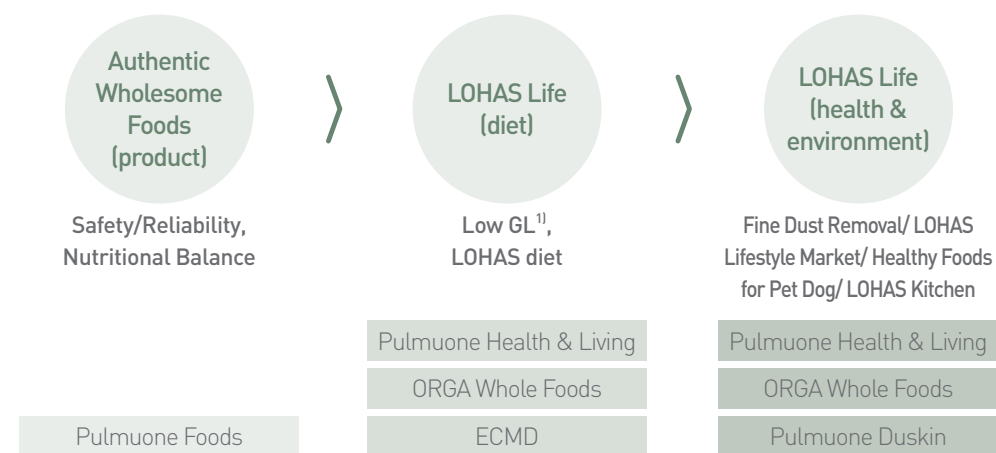 Authentic
Wholesome
Foods
(product)
Safety/Reliability,
Nutritional Balance
Pulmuone Foods
LOHAS Life
(diet)
Low GL1),
LOHAS diet
Pulmuone Health & Living
ORGA Whole Foods
ECMD
LOHAS Life
(health &
environment)
Fine Dust Removal/ LOHAS
Lifestyle Market/ Healthy Foods
for Pet Dog/ LOHAS Kitchen
Pulmuone Health & Living
ORGA Whole Foods
Pulmuone Duskin